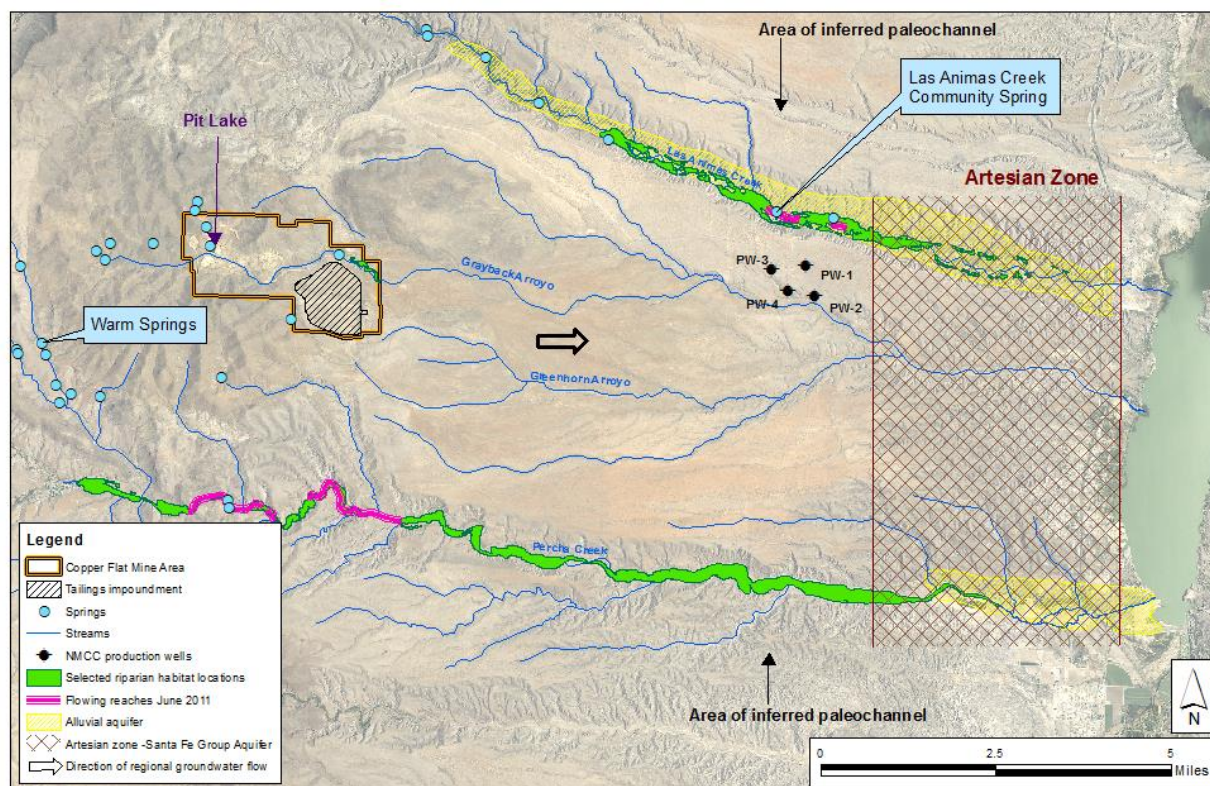 Area of inferred paleochannel
Las Animas Creek
Community Spring
Pit Lake
Las Animas Creek
Artesian Zone
PW-3
PW-1
Grayback Arroyo
PW-4
PW-2
Warm Springs
Greenhorn Arroyo
Percha Creek
Area of inferred paleochannel
Legend
Copper Flat Mine Area
Tailings impoundment
Springs
Streams
NMCC production wells
Selected riparian habitat locations
Flowing reaches June 2011
Alluvial aquifer
Artesian zone -Santa Fe Group Aquifer
Direction of regional groundwater flow
N
0 2.5 5
Miles